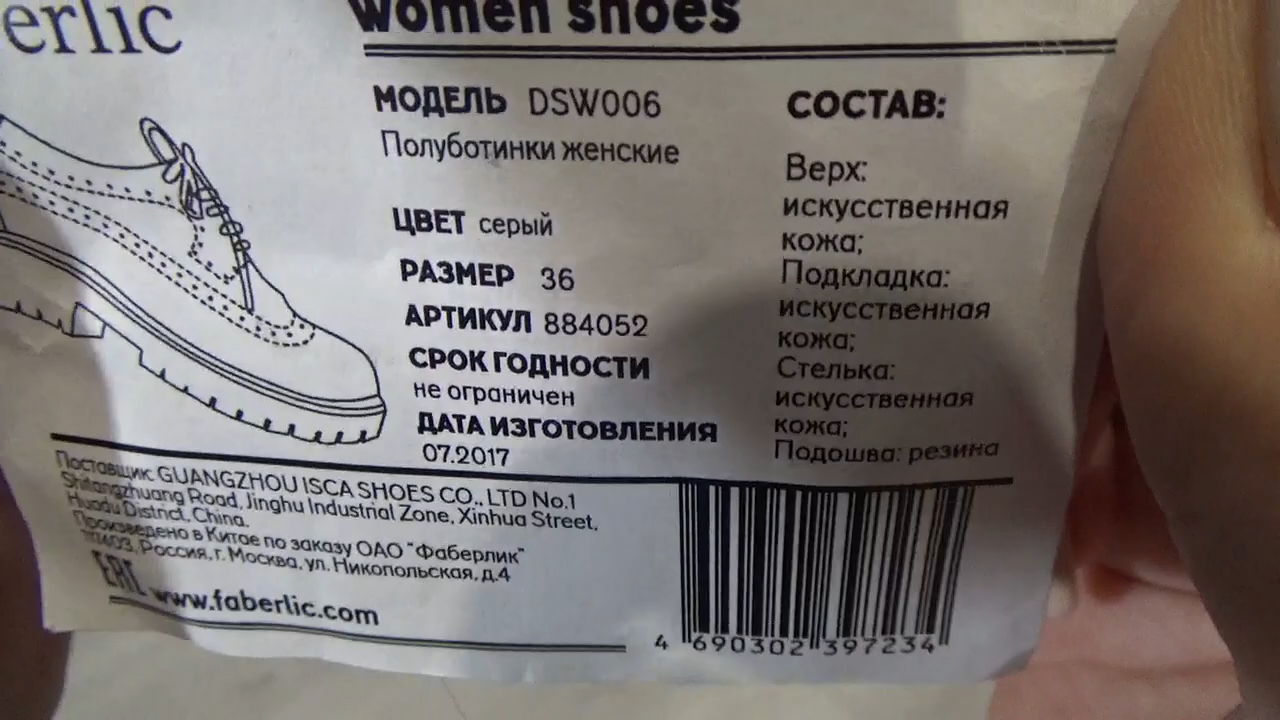 erlic
women shoes
МОДЕЛЬ DSW006
Полуботинки женские
ЦВЕТ серый
РАЗМЕР 36
АРТИКУЛ 884052
СРОК ГОДНОСТИ
не ограничен
ДАТА ИЗГОТОВЛЕНИЯ
07.2017
СОСТАВ:
Верх:
искусственная
кожа;
Подкладка:
искусственная
кожа;
Стелька:
искусственная
кожа;
Подошва: резина
Поставщик: GUANGZHOU ISCA SHOES CO., LTD No.1
Shitangzhuang Road, Jinghu Industrial Zone, Xinhua Street,
Huadu District, China.
Произведено в Китае по заказу ОАО "Фаберлик"
Россия, г. Москва, ул. Никопольская, д.4
EAC www.faberlic.com
4 690302 397234